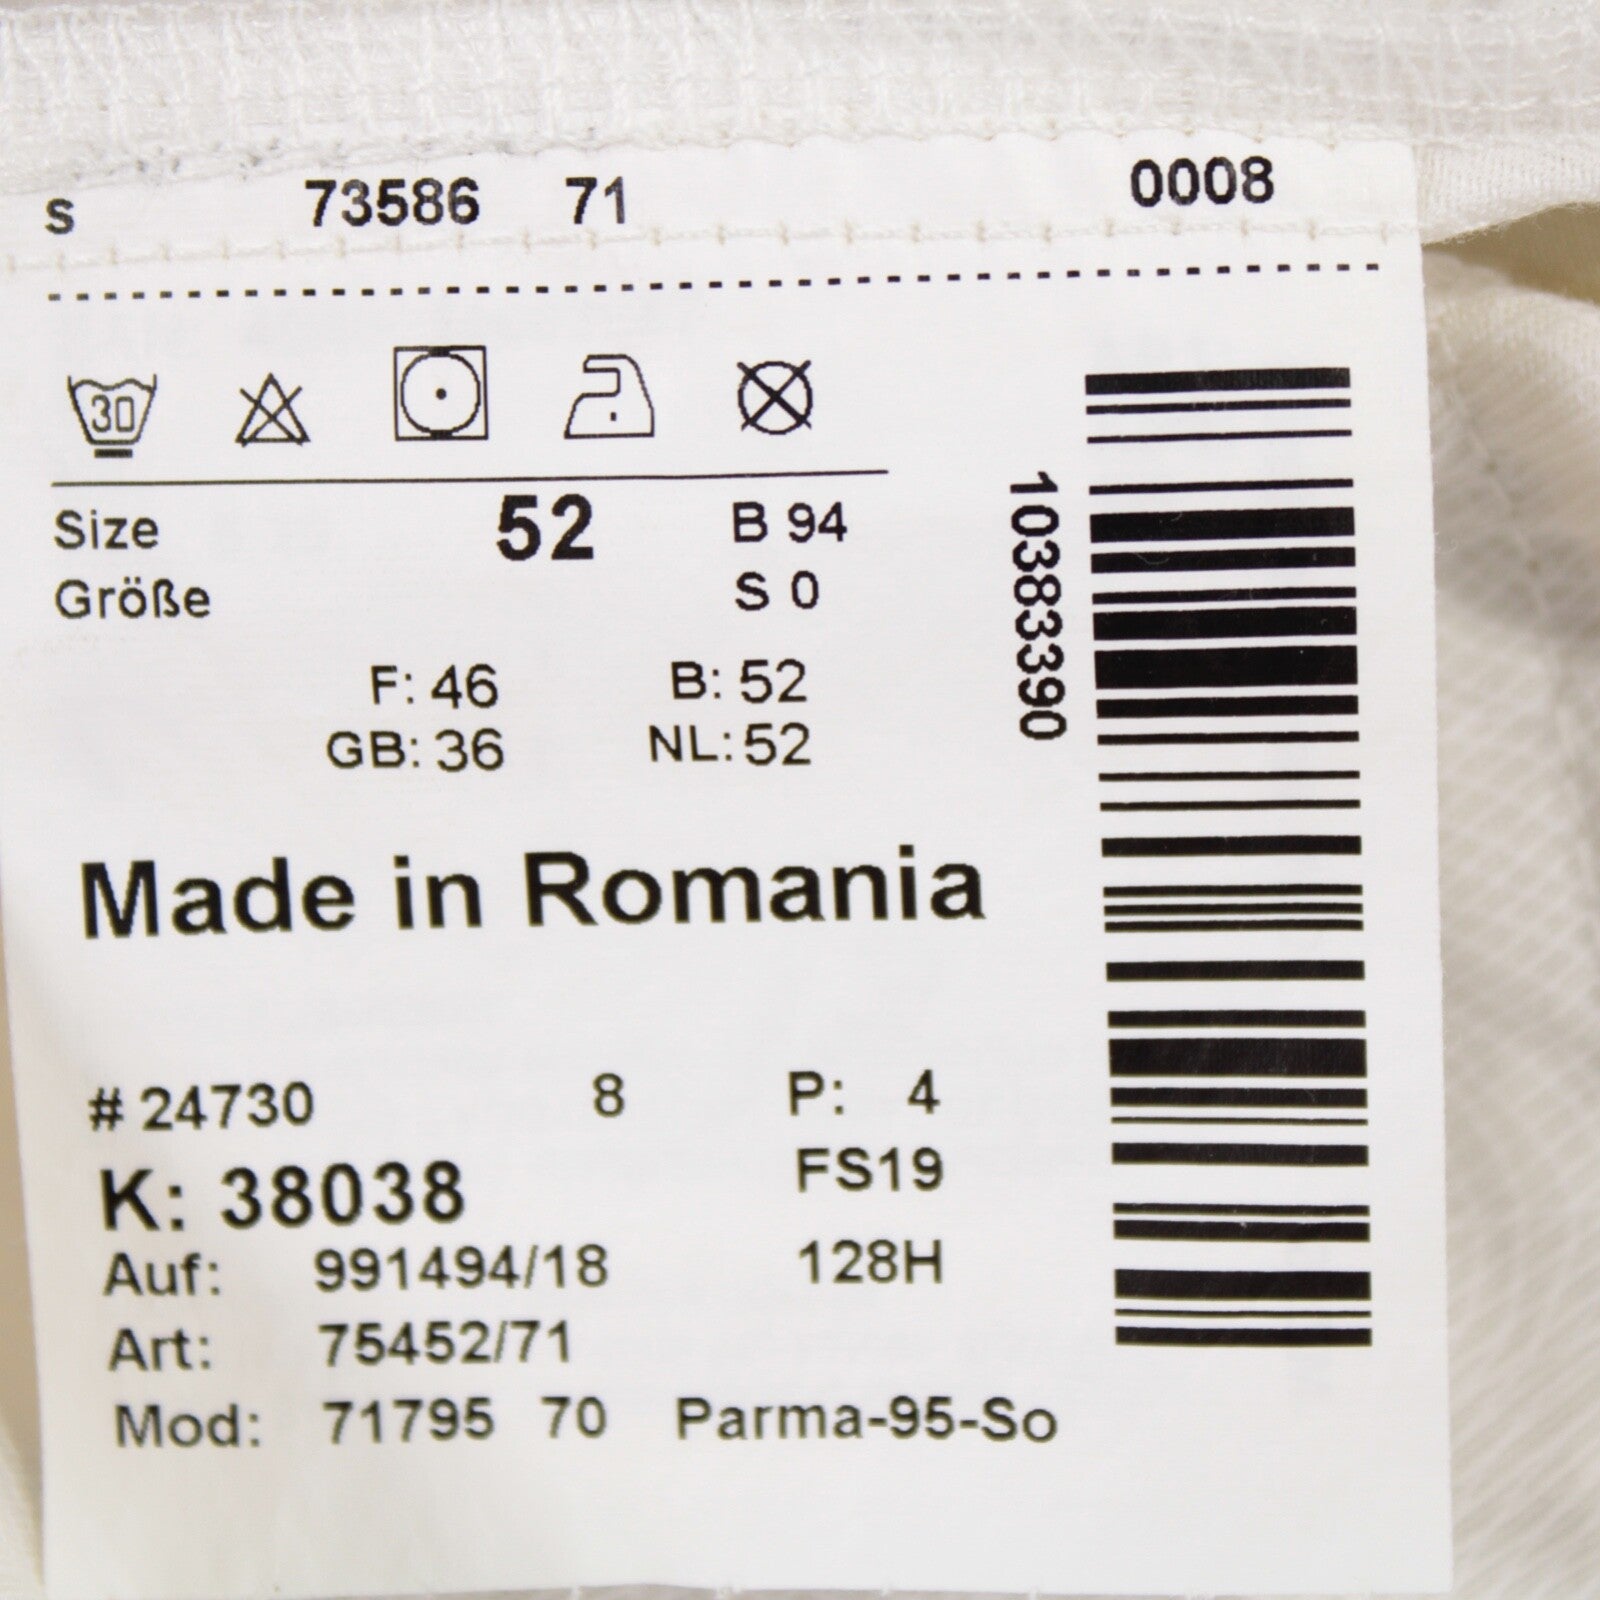 s 73586 71 0008
30
Size 52 B 94
Größe S 0
F: 46 B: 52
GB: 36 NL: 52
Made in Romania
# 24730 8 P: 4
K: 38038 FS19
Auf: 991494/18 128H
Art: 75452/71
Mod: 71795 70 Parma-95-So
10383390